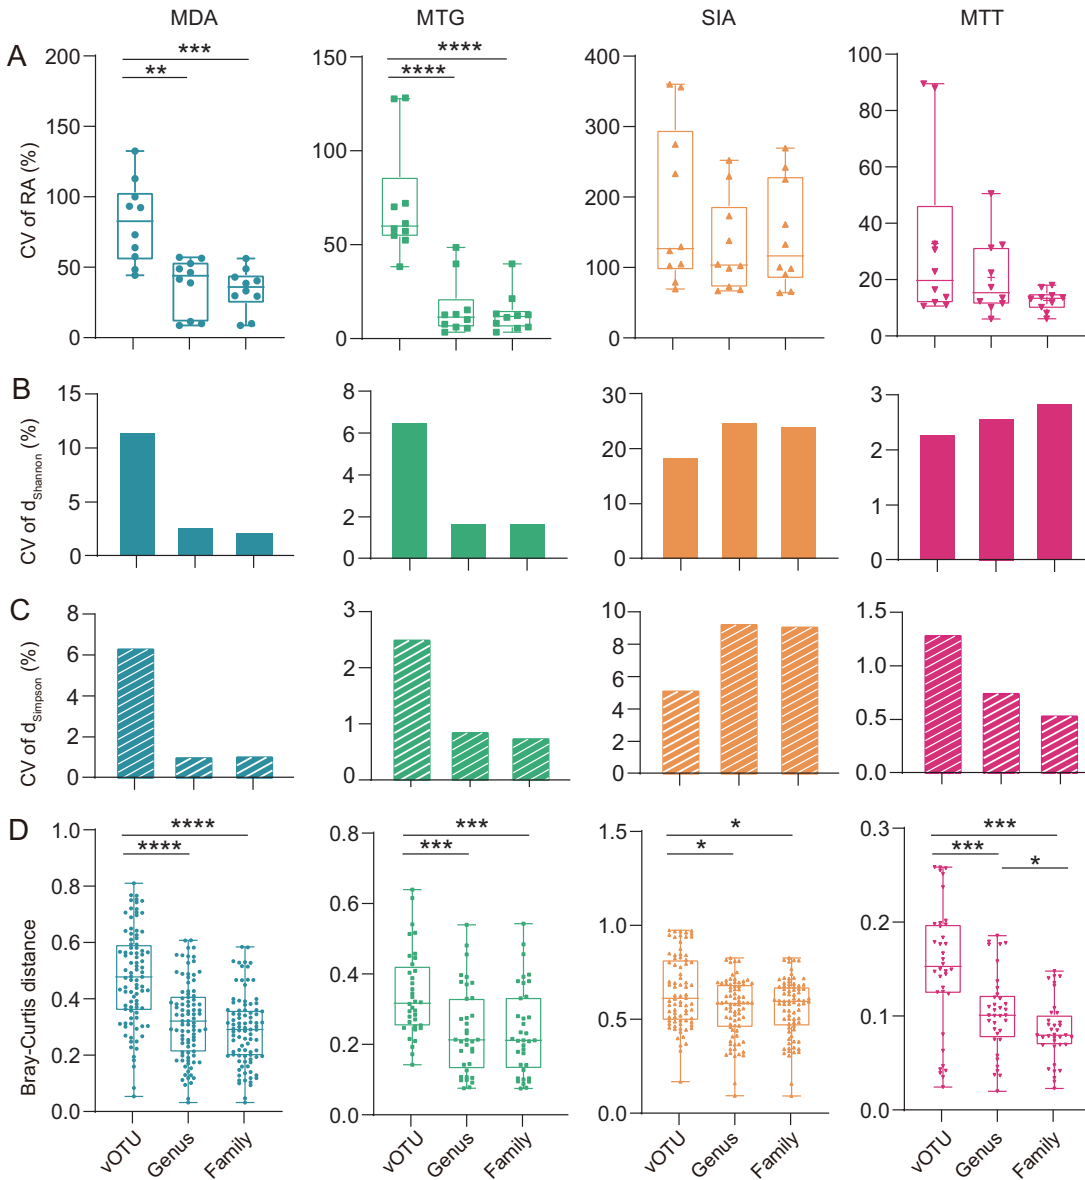 MDA MTG SIA MTT
A
CV of RA (%)
200 150 100 50 0
** ***
150 100 50 0
**** ****
400 300 200 100 0
100 80 60 40 20 0
B
CV of dShannon (%)
15 10 5 0
8 6 4 2 0
30 20 10 0
3 2 1 0
C
CV of dSimpson (%)
8 6 4 2 0
3 2 1 0
10 8 6 4 2 0
1.5 1.0 0.5 0.0
D
Bray-Curtis distance
1.0 0.8 0.6 0.4 0.2 0.0
**** ****
0.8 0.6 0.4 0.2 0.0
*** ***
1.5 1.0 0.5 0.0
* *
0.3 0.2 0.1 0.0
*** *** *
vOTU Genus Family vOTU Genus Family vOTU Genus Family vOTU Genus Family